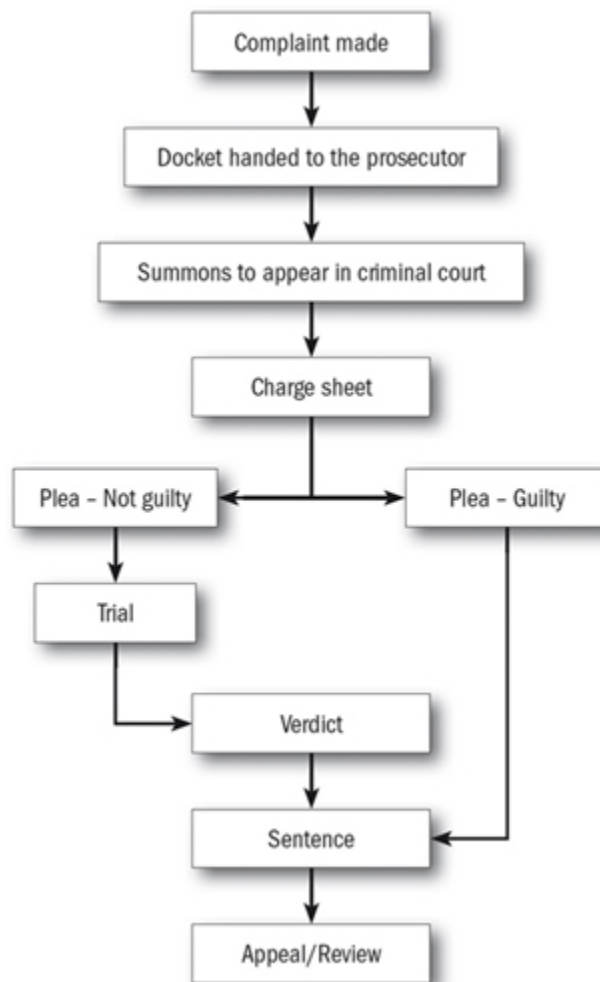 Complaint made
Docket handed to the prosecutor
Summons to appear in criminal court
Charge sheet
Plea – Not guilty
Plea – Guilty
Trial
Verdict
Sentence
Appeal/Review